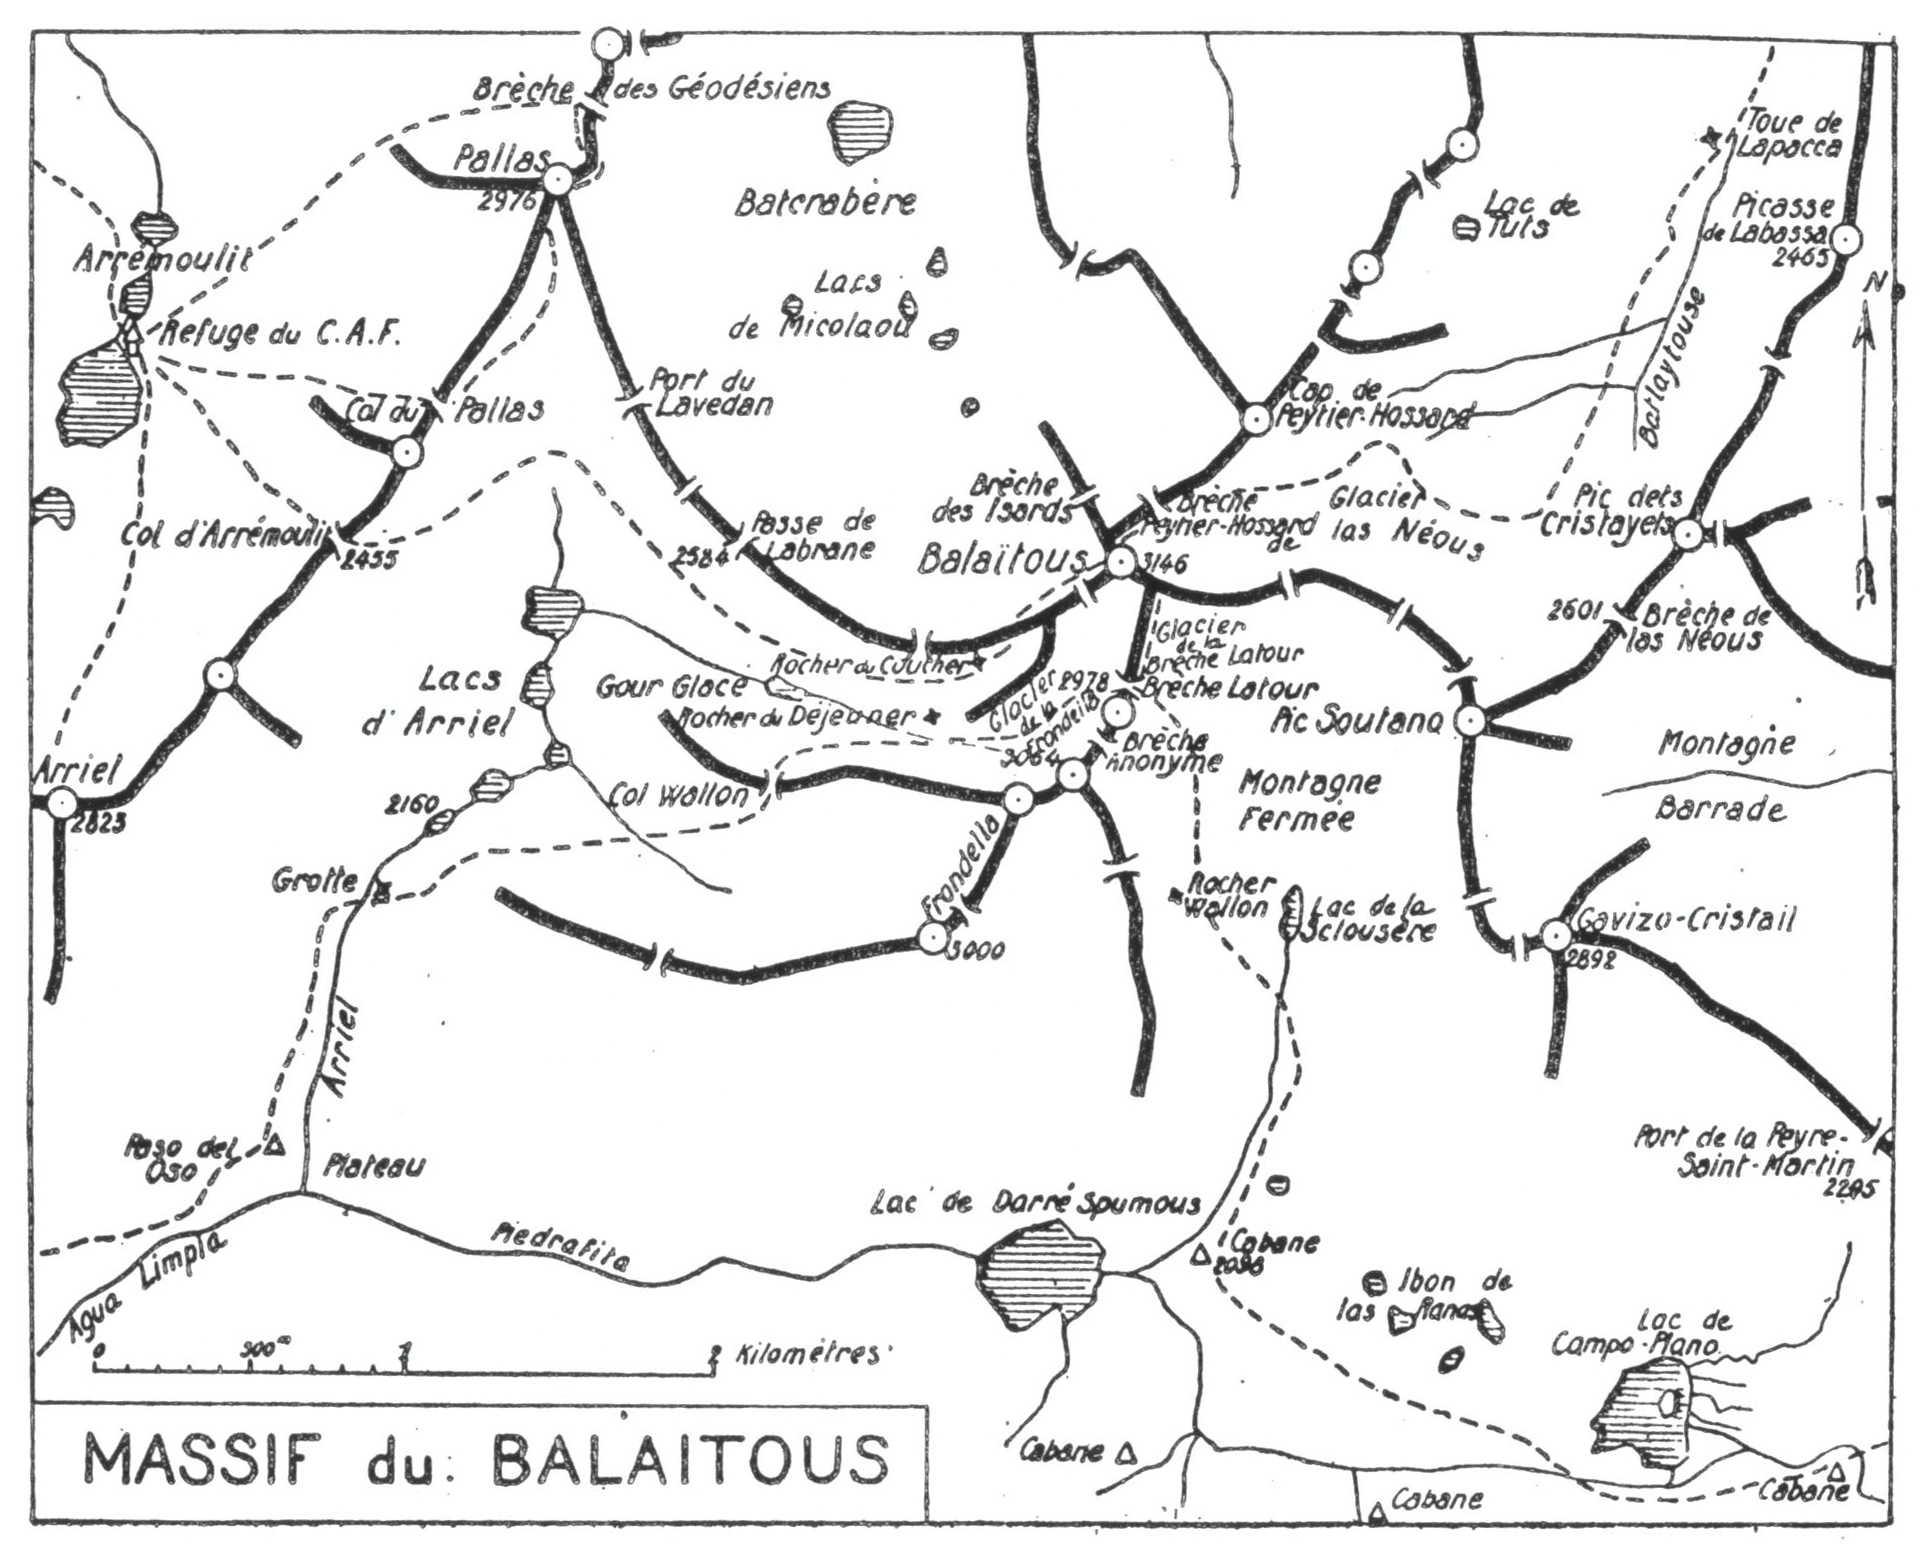 Brèche des Géodésiens
Pallas
2976
Batcrabère
Toue de
Lapacca
Lac de
Tuts
Picasse
de Labassa
2465
N
Arrémoulit
Lacs
de Micolaou
Refuge du C.A.F.
Batlaytouse
Port du
Lavedan
Cap. de
Peytier-Hossard
Col du Pallas
Brèche
des Isards
Brèche
Peytier-Hossard
Glacier
de las Néous
Pic dets
Cristayets
Col d'Arrémoulit
2455
Passe de
Labrane
2584
Balaïtous
3146
2601
Brèche de
las Néous
Glacier
de la
Brèche Latour
Rocher du Coucher
Lacs
d'Arriel
Gour Glace
Rocher du Déjeuner
Glacier
de la
Frondella
2978
Brèche Latour
Pic Soutano
3064
Brèche
Anonyme
Montagne
Barrade
Arriel
2823
Col Wallon
2160
Montagne
Fermée
Grotte
Frondella
3000
Rocher
Wallon
Lac de la
Sclousère
Gavizo-Cristail
2892
Arriel
Paso del
Oso
Plateau
Port de la Peyre-
Saint-Martin
2295
Lac de Darré Spumous
Piedrafita
Agua Limpia
Cabane
2098
Ibon de
las Ranas
Lac de
Campo-Plano
0 500m 1 2 Kilomètres
MASSIF du BALAITOUS
Cabane
Cabane
Cabane